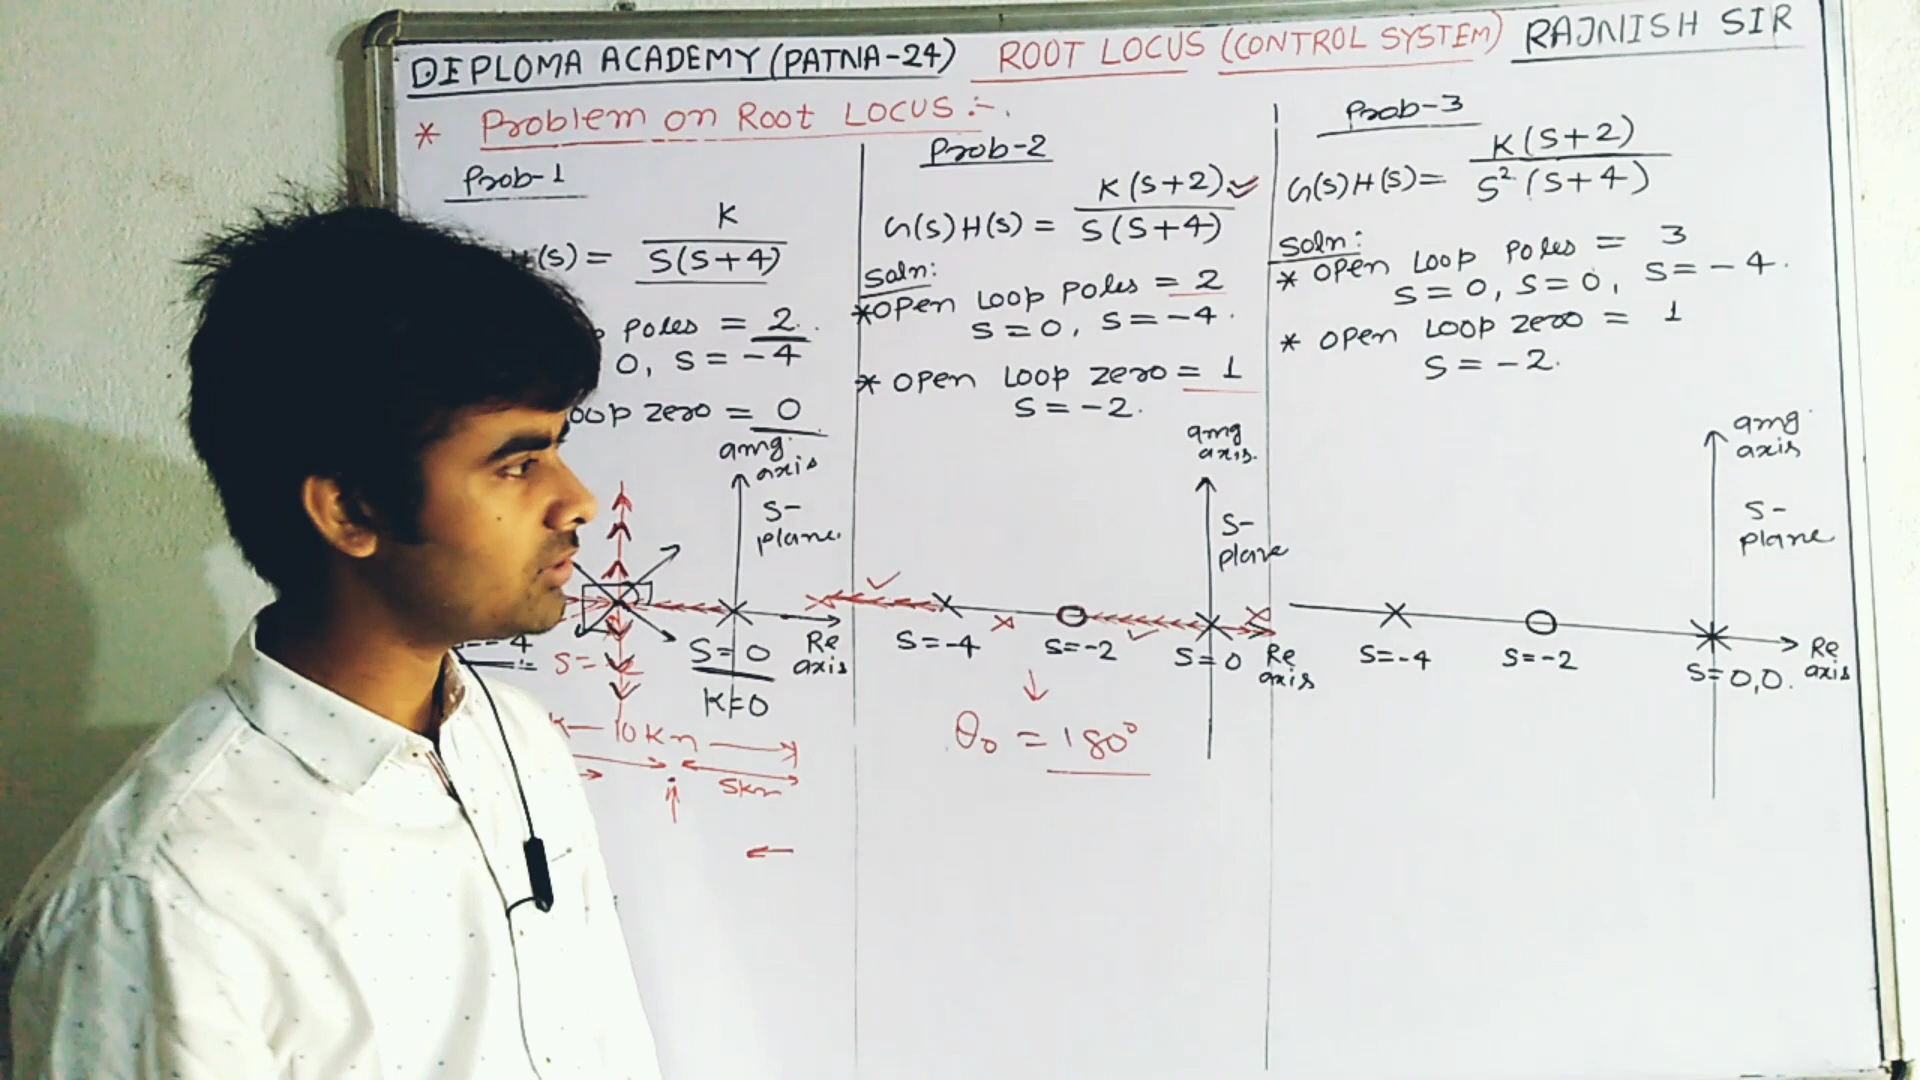 DIPLOMA ACADEMY (PATNA-24) ROOT LOCUS (CONTROL SYSTEM) RAJNISH SIR
* Problem on Root LOCUS :-.
Prob-1
K
(s) =
S(S+4)
poles = 2.
0, S = -4
oop zero = 0
amg.
axis
S-
plane.
S = 0
K=0
Re
axis
-4
S=
10 Km
5km
Prob-2
K (S+2)
G(S) H(S) =
S(S+4)
Soln:
* open Loop poles = 2
S = 0, S = -4.
* open Loop zero = 1
S = -2.
amg
axis.
S-
plane
S=-4
S=-2
S=0
Re
axis
θ0 = 180°
Prob-3
K (S+2)
G(S) H(S) =
S² (S+4)
Soln:
* open Loop poles = 3
S = 0, S = 0, S = -4.
* open Loop zero = 1
S = -2.
amg.
axis
S-
plane
S=-4
S=-2
S=0,0.
Re
axis